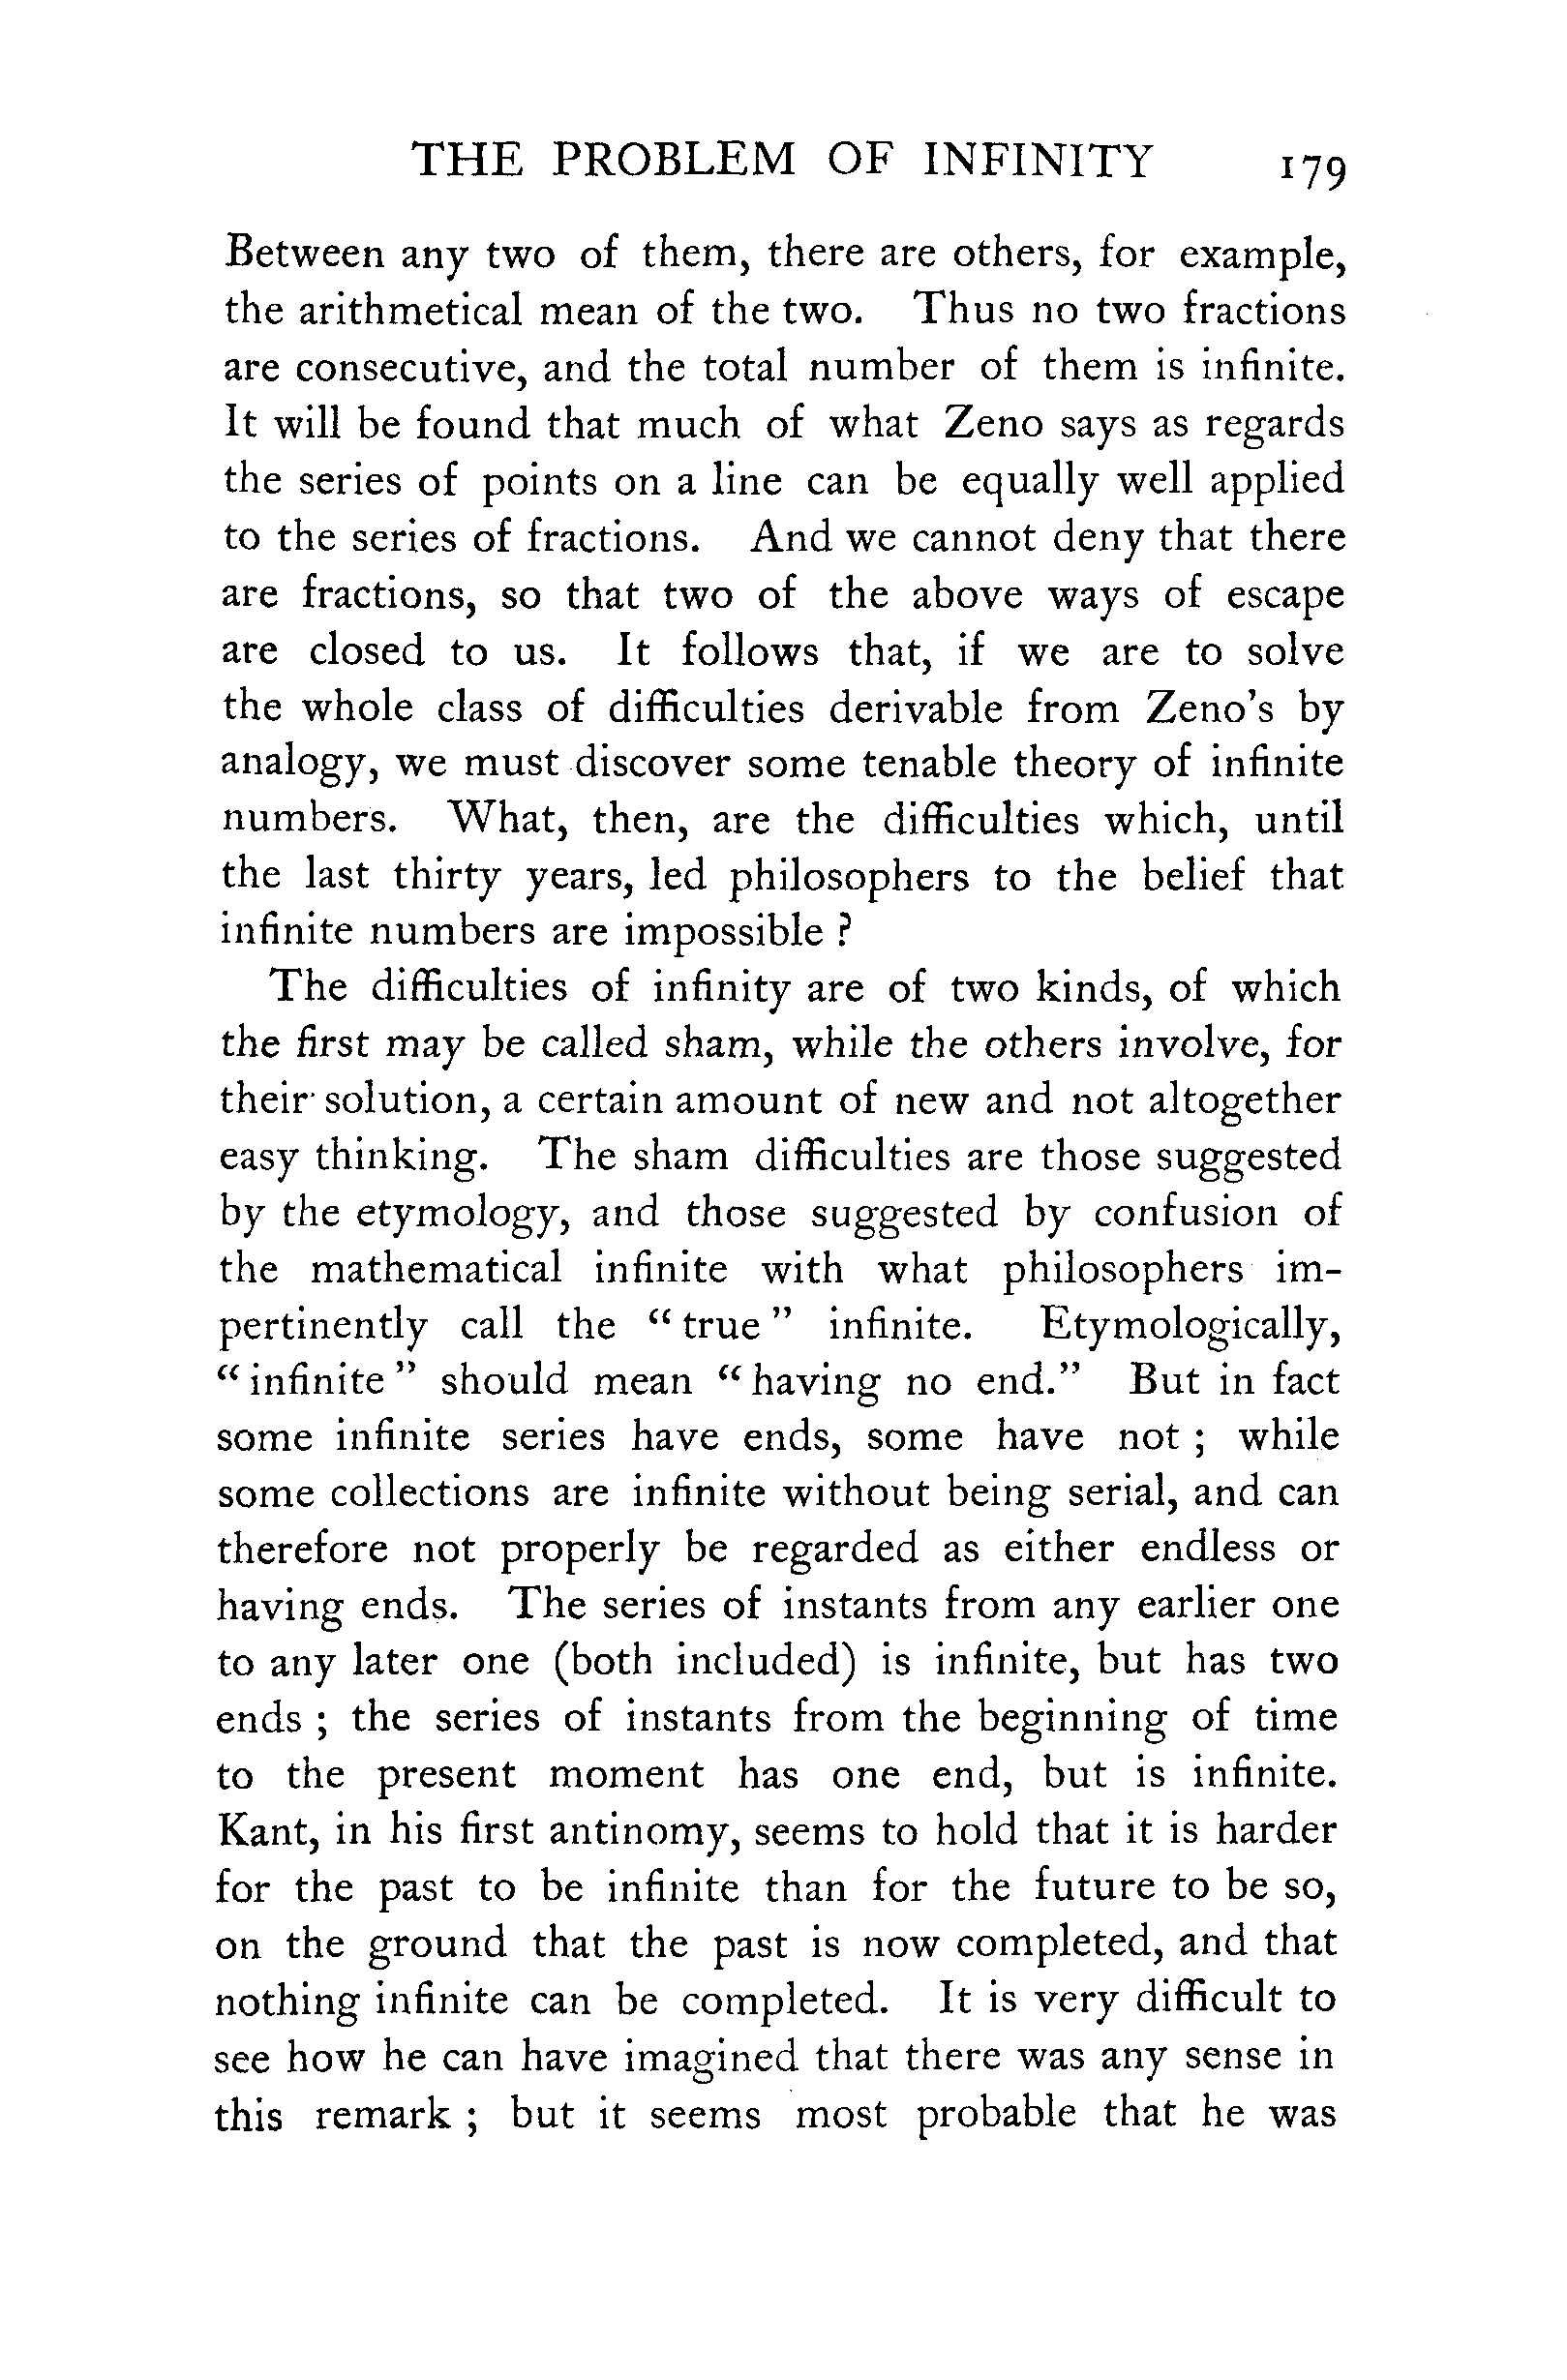 THE PROBLEM OF INFINITY 179
Between any two of them, there are others, for example,
the arithmetical mean of the two. Thus no two fractions
are consecutive, and the total number of them is infinite.
It will be found that much of what Zeno says as regards
the series of points on a line can be equally well applied
to the series of fractions. And we cannot deny that there
are fractions, so that two of the above ways of escape
are closed to us. It follows that, if we are to solve
the whole class of difficulties derivable from Zeno's by
analogy, we must discover some tenable theory of infinite
numbers. What, then, are the difficulties which, until
the last thirty years, led philosophers to the belief that
infinite numbers are impossible ?
The difficulties of infinity are of two kinds, of which
the first may be called sham, while the others involve, for
their solution, a certain amount of new and not altogether
easy thinking. The sham difficulties are those suggested
by the etymology, and those suggested by confusion of
the mathematical infinite with what philosophers im-
pertinently call the “ true ” infinite. Etymologically,
“ infinite ” should mean “ having no end.” But in fact
some infinite series have ends, some have not ; while
some collections are infinite without being serial, and can
therefore not properly be regarded as either endless or
having ends. The series of instants from any earlier one
to any later one (both included) is infinite, but has two
ends ; the series of instants from the beginning of time
to the present moment has one end, but is infinite.
Kant, in his first antinomy, seems to hold that it is harder
for the past to be infinite than for the future to be so,
on the ground that the past is now completed, and that
nothing infinite can be completed. It is very difficult to
see how he can have imagined that there was any sense in
this remark ; but it seems most probable that he was